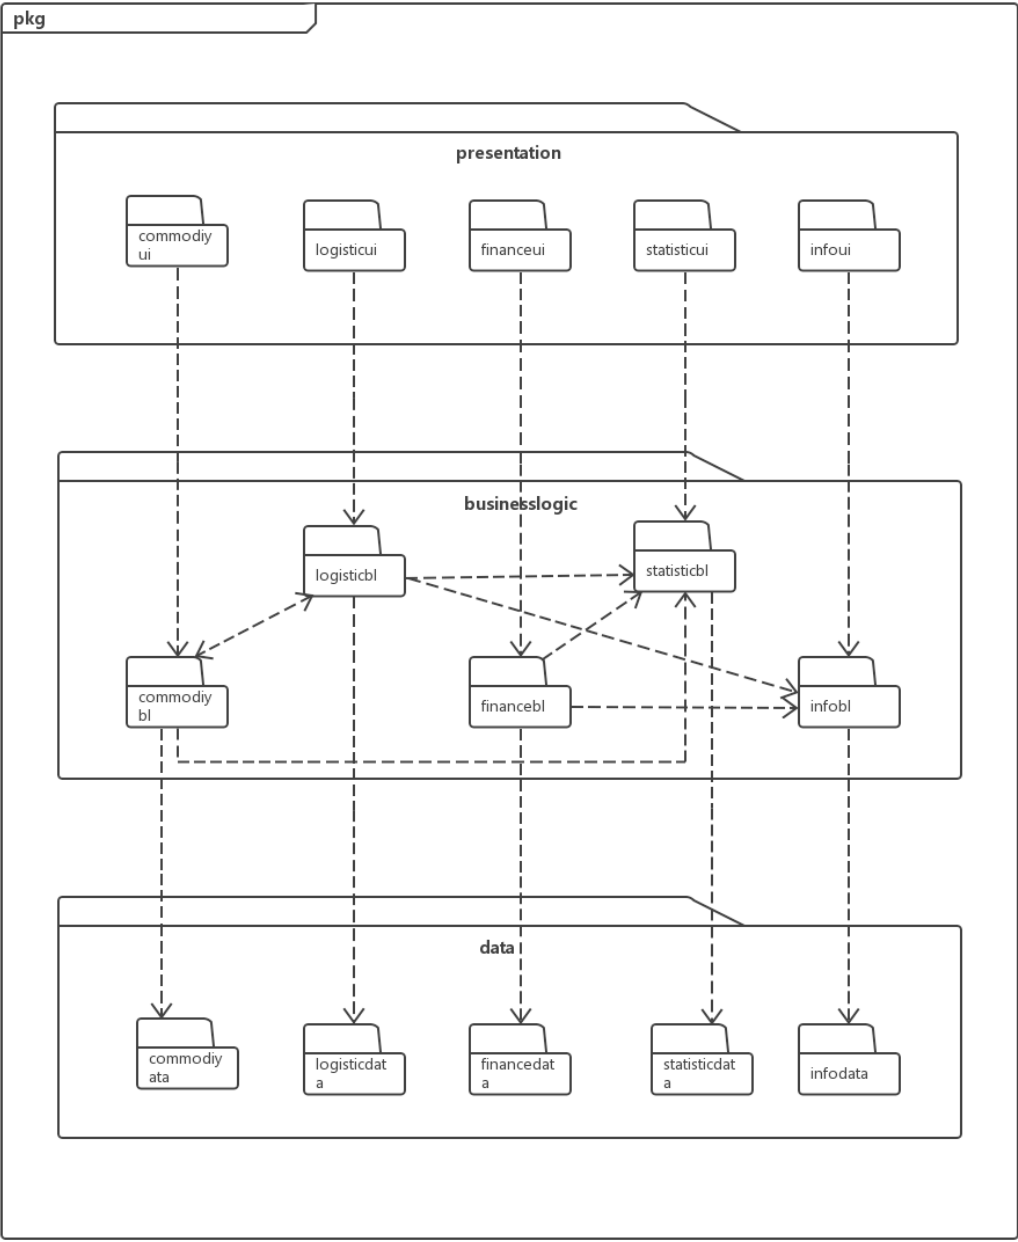 pkg
presentation
commodiy
ui
logisticui
financeui
statisticui
infoui
businesslogic
logisticbl
statisticbl
commodiy
bl
financebl
infobl
data
commodiy
ata
logisticdat
a
financedat
a
statisticdat
a
infodata